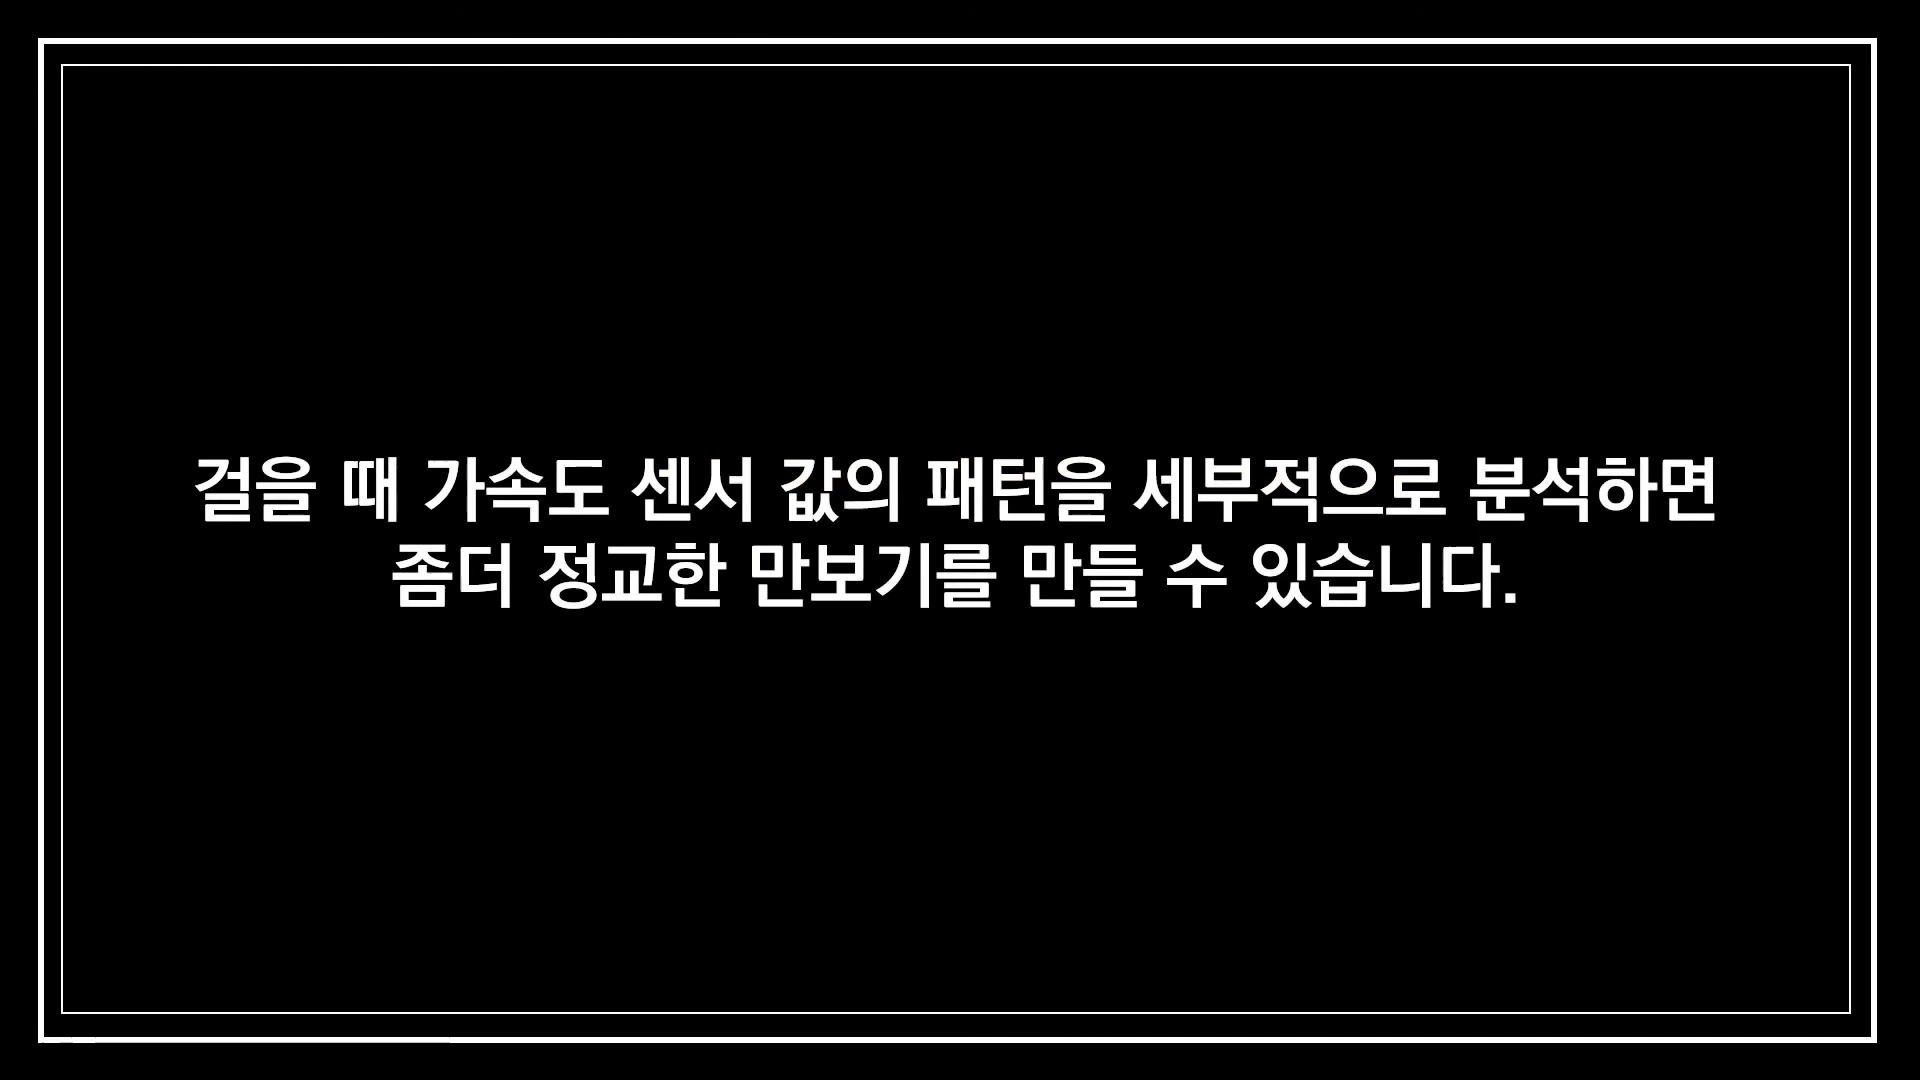 걸을 때 가속도 센서 값의 패턴을 세부적으로 분석하면
좀더 정교한 만보기를 만들 수 있습니다.